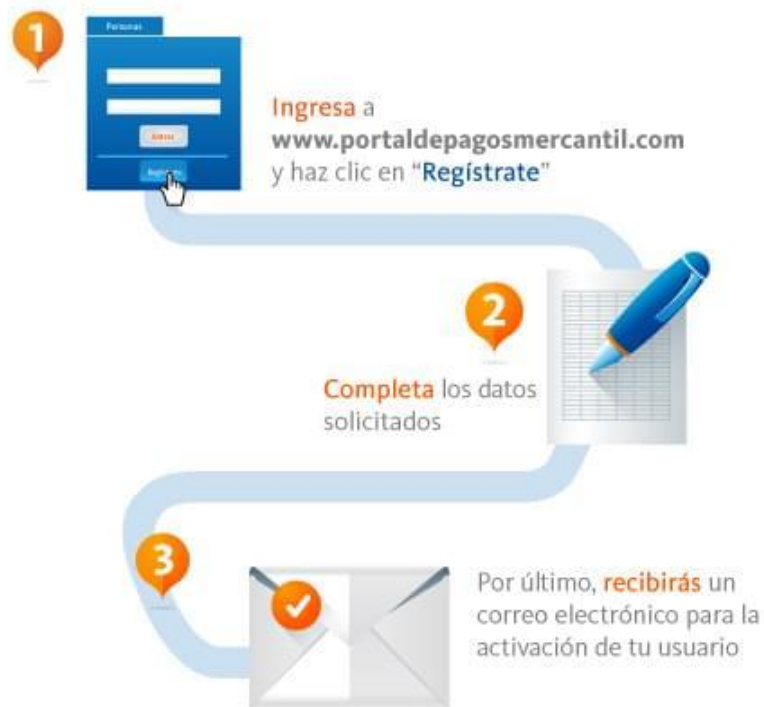 1
Personas
Ingresa a
www.portaldepagosmercantil.com
y haz clic en “Regístrate”
2
Completa los datos
solicitados
3
Por último, recibirás un
correo electrónico para la
activación de tu usuario